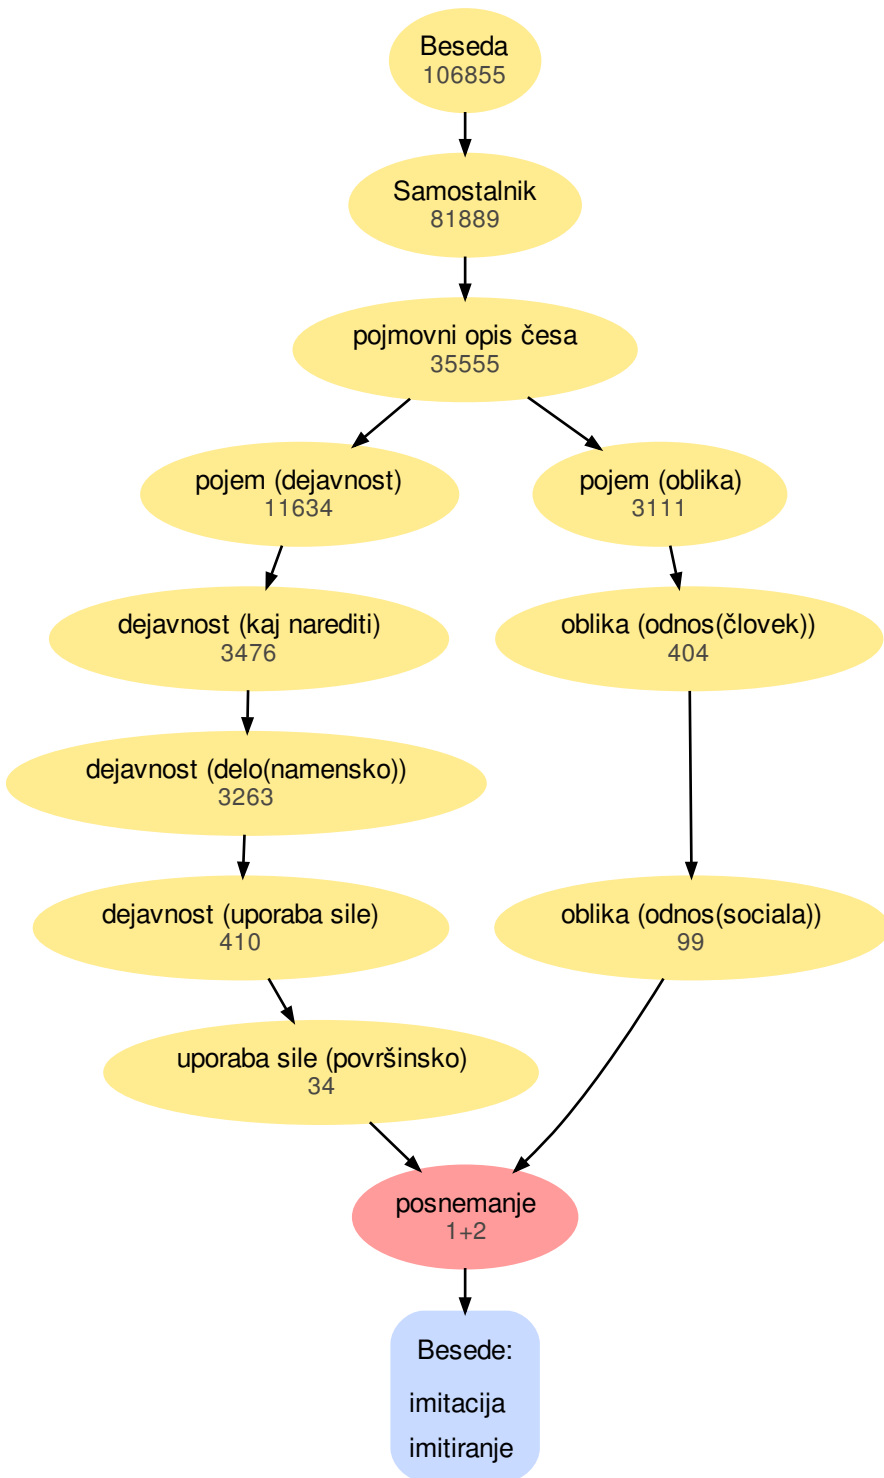 Beseda
106855
Samostalnik
81889
pojmovni opis česa
35555
pojem (dejavnost)
11634
pojem (oblika)
3111
dejavnost (kaj narediti)
3476
oblika (odnos(človek))
404
dejavnost (delo(namensko))
3263
dejavnost (uporaba sile)
410
oblika (odnos(sociala))
99
uporaba sile (površinsko)
34
posnemanje
1+2
Besede:
imitacija
imitiranje